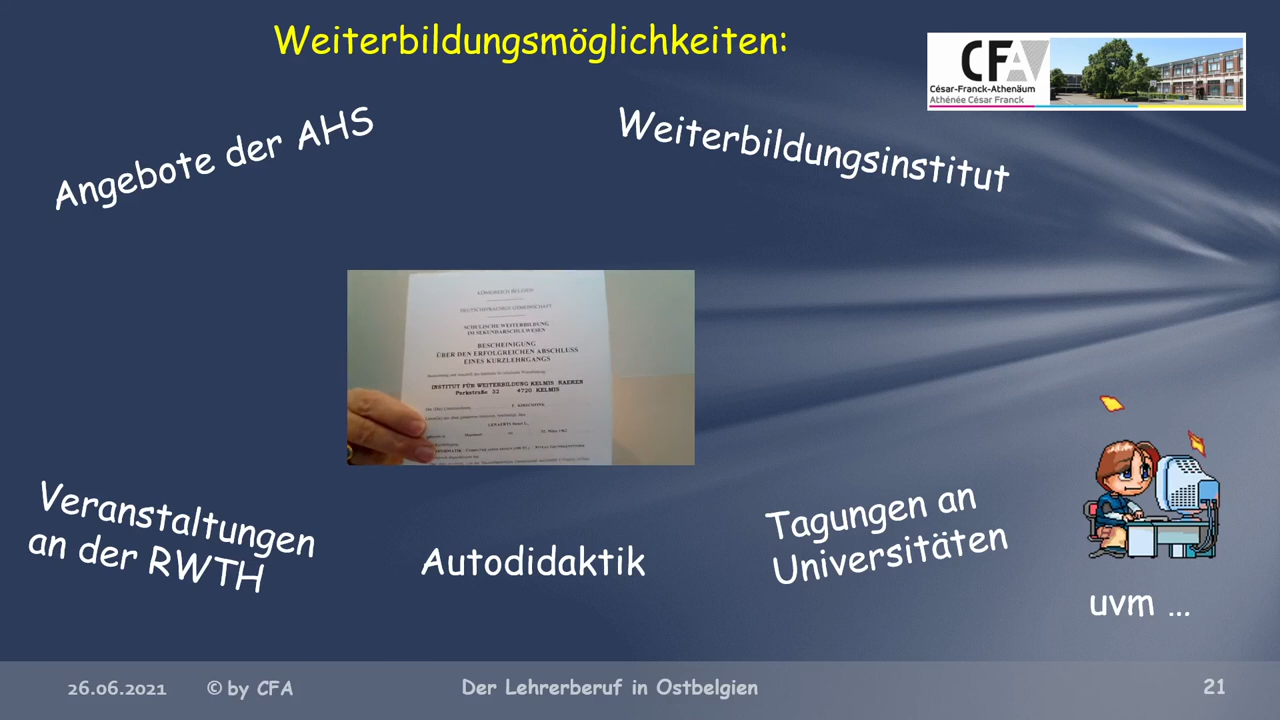 Weiterbildungsmöglichkeiten:
CFA
César-Franck-Athenäum
Athénée César Franck
Angebote der AHS
Weiterbildungsinstitut
KÖNIGREICH BELGIEN
DEUTSCHSPRACHIGE GEMEINSCHAFT
SCHULISCHE WEITERBILDUNG
IM SEKUNDARSCHULWESEN
BESCHEINIGUNG
ÜBER DEN ERFOLGREICHEN ABSCHLUSS
EINES KURZLEHRGANGS
INSTITUT FÜR WEITERBILDUNG KELMIS RAEREN
Parkstraße 32 4720 KELMIS
Veranstaltungen
an der RWTH
Autodidaktik
Tagungen an
Universitäten
uvm ...
26.06.2021 © by CFA Der Lehrerberuf in Ostbelgien 21